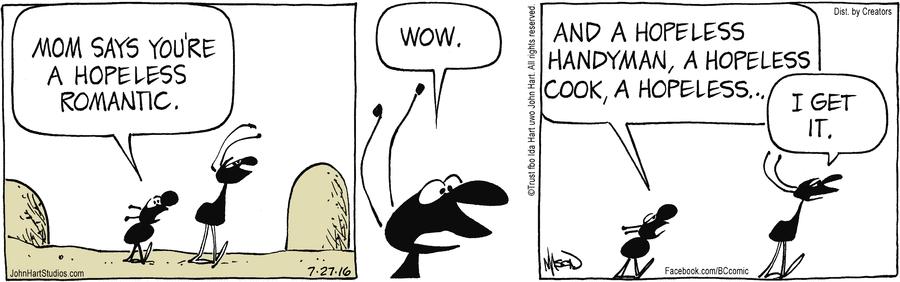 MOM SAYS YOU'RE
A HOPELESS
ROMANTIC.
JohnHartStudios.com
7-27-16
WOW.
©Trust fbo Ida Hart uwo John Hart. All rights reserved.
Dist. by Creators
AND A HOPELESS
HANDYMAN, A HOPELESS
COOK, A HOPELESS...
I GET
IT.
MASON
Facebook.com/BCcomic